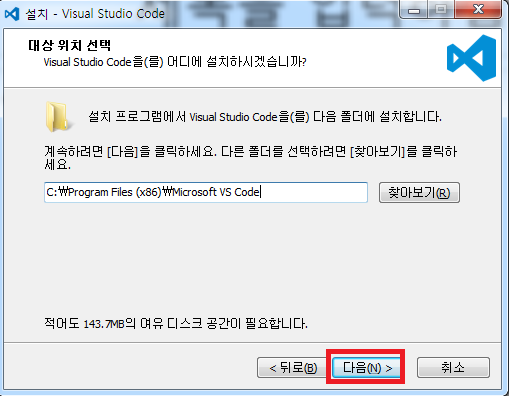 설치 - Visual Studio Code
대상 위치 선택
Visual Studio Code을(를) 어디에 설치하시겠습니까?
설치 프로그램에서 Visual Studio Code을(를) 다음 폴더에 설치합니다.
계속하려면 [다음]을 클릭하세요. 다른 폴더를 선택하려면 [찾아보기]를 클릭하
세요.
C:₩Program Files (x86)₩Microsoft VS Code
찾아보기(R)
적어도 143.7MB의 여유 디스크 공간이 필요합니다.
< 뒤로(B)
다음(N) >
취소